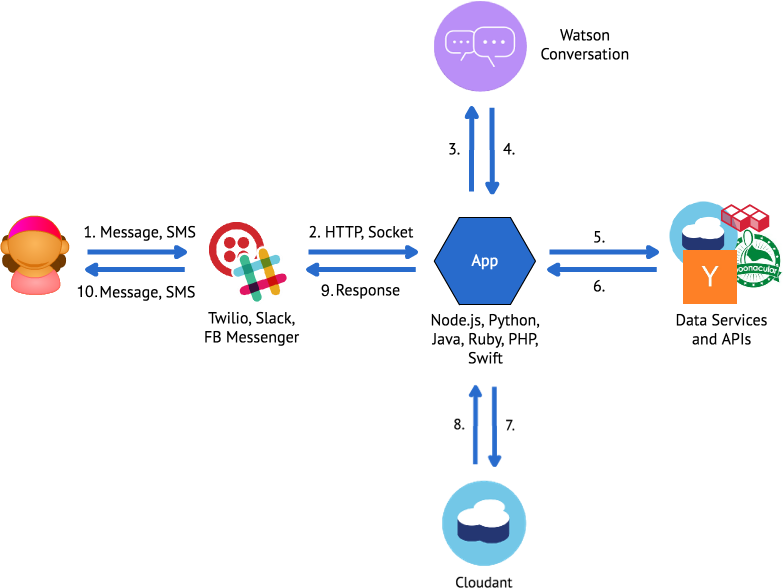 Watson
Conversation
3.
4.
1. Message, SMS
2. HTTP, Socket
5.
App
Y
10. Message, SMS
9. Response
6.
Twilio, Slack,
FB Messenger
Node.js, Python,
Java, Ruby, PHP,
Swift
Data Services
and APIs
8.
7.
Cloudant